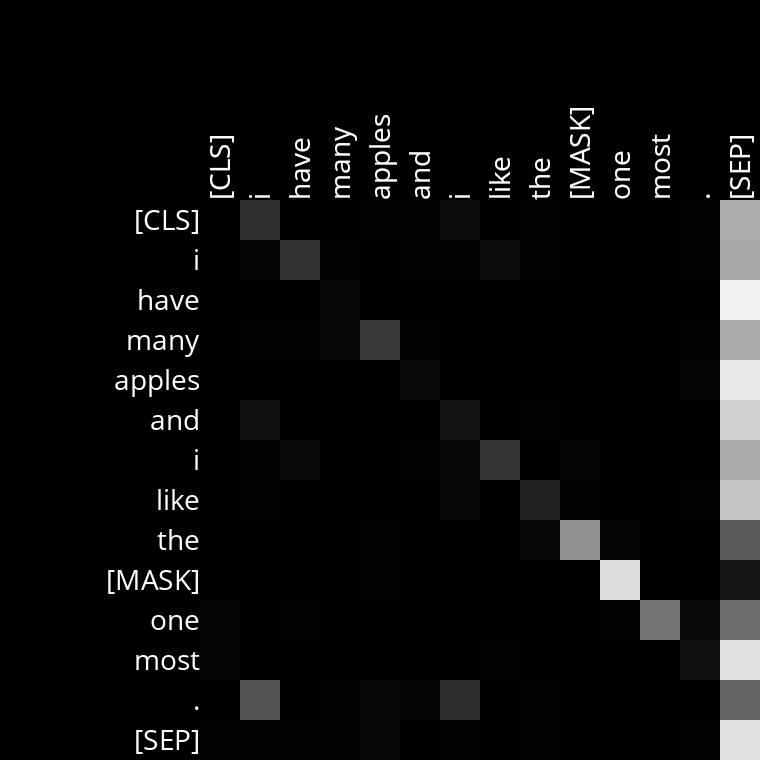 [CLS] i have many apples and i like the [MASK] one most . [SEP]
[CLS]
i
have
many
apples
and
i
like
the
[MASK]
one
most
.
[SEP]